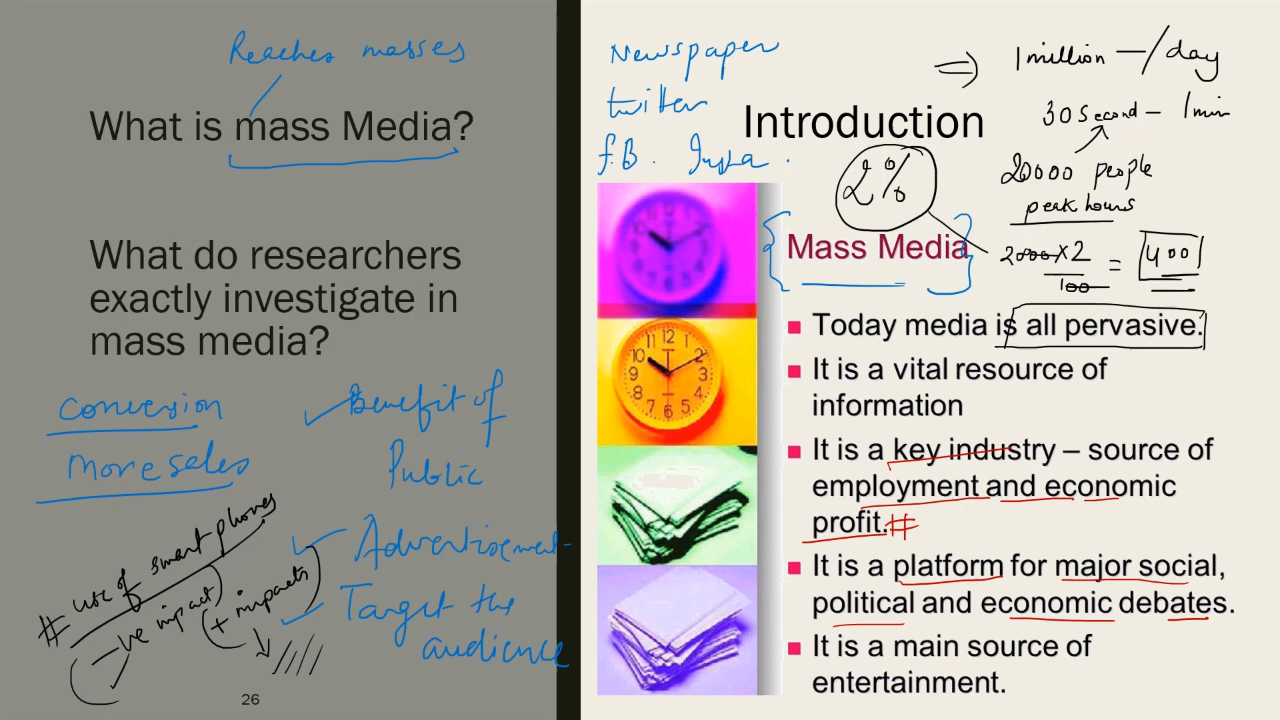 Reaches masses
What is mass Media?
What do researchers
exactly investigate in
mass media?
conversion
More sales
Benefit of
Public
Advertisement
Target the
audience
# use of smart phones
-ve impact)
(+ impacts)
26
Newspaper
twitter
f.B. Insta.
⇒ 1 million —/day
30 second - 1 min
20000 people
peak hours
2%
20000×2
100
= 400
Introduction
{Mass Media}
Today media is all pervasive.
It is a vital resource of
information
It is a key industry – source of
employment and economic
profit.#
It is a platform for major social,
political and economic debates.
It is a main source of
entertainment.